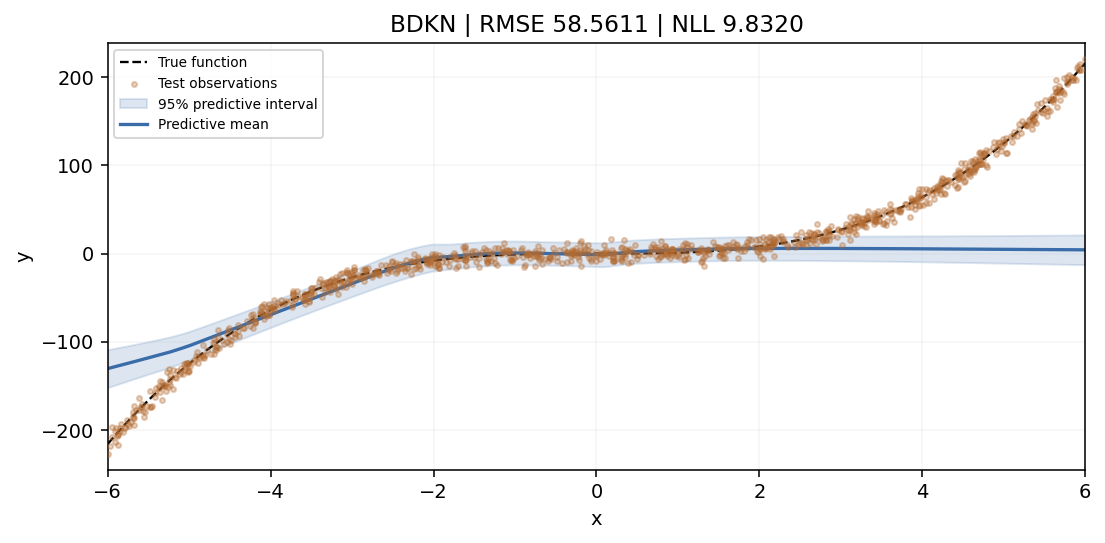 BDKN | RMSE 58.5611 | NLL 9.8320
True function
Test observations
95% predictive interval
Predictive mean
200
100
0
−100
−200
y
−6 −4 −2 0 2 4 6
x